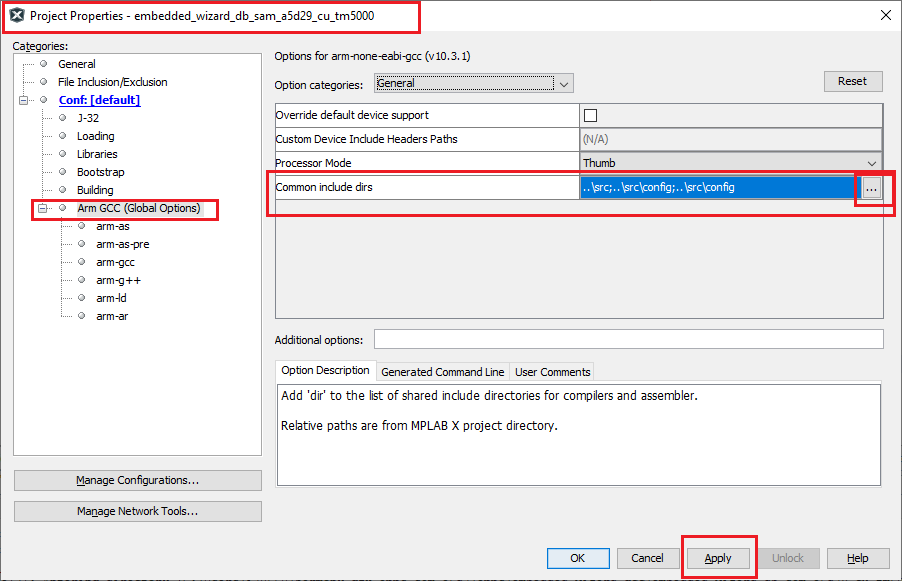 Project Properties - embedded_wizard_db_sam_a5d29_cu_tm5000
Categories:
General
File Inclusion/Exclusion
Conf: [default]
J-32
Loading
Libraries
Bootstrap
Building
Arm GCC (Global Options)
arm-as
arm-as-pre
arm-gcc
arm-g++
arm-ld
arm-ar
Manage Configurations...
Manage Network Tools...
Options for arm-none-eabi-gcc (v10.3.1)
Option categories: General
Reset
Override default device support
Custom Device Include Headers Paths (N/A)
Processor Mode Thumb
Common include dirs ..\src;..\src\config;..\src\config ...
Additional options:
Option Description Generated Command Line User Comments
Add 'dir' to the list of shared include directories for compilers and assembler.
Relative paths are from MPLAB X project directory.
OK Cancel Apply Unlock Help